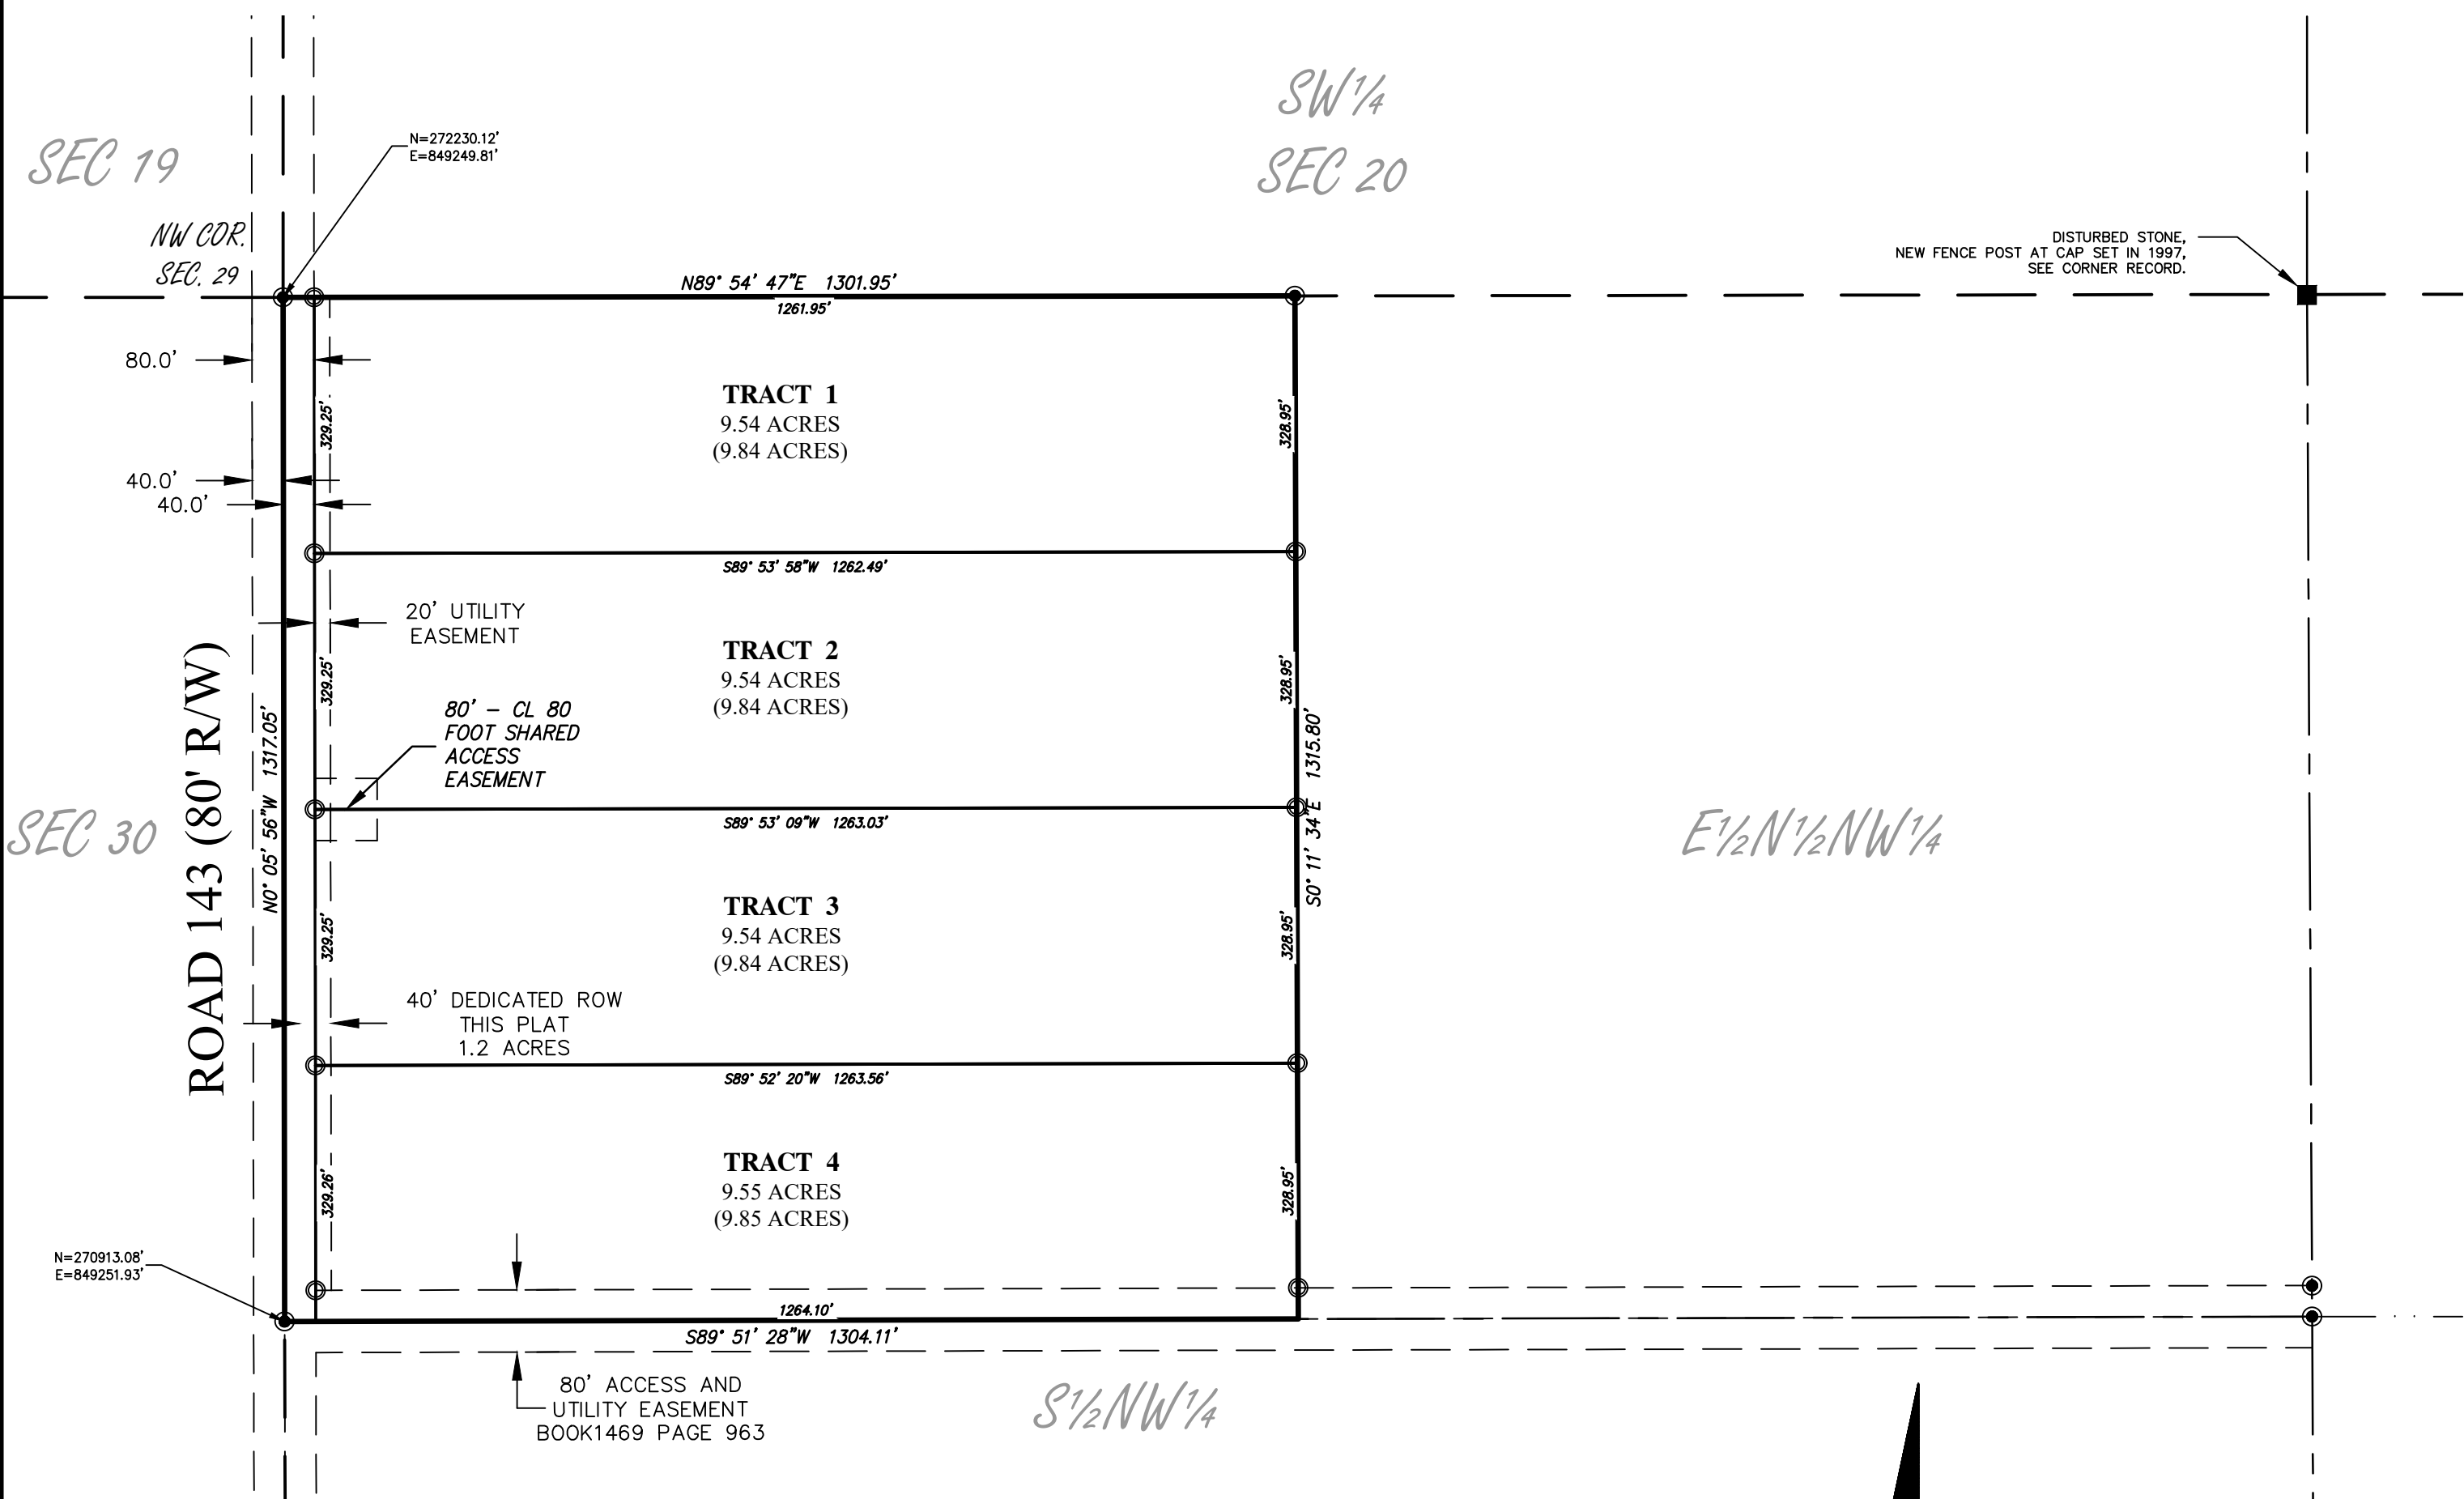 SW¼
SEC 20
SEC 19
N=272230.12'
E=849249.81'
NW COR.
SEC. 29
DISTURBED STONE,
NEW FENCE POST AT CAP SET IN 1997,
SEE CORNER RECORD.
N89° 54' 47"E 1301.95'
1261.95'
80.0'
TRACT 1
9.54 ACRES
(9.84 ACRES)
329.25'
328.95'
40.0'
40.0'
S89° 53' 58"W 1262.49'
20' UTILITY
EASEMENT
TRACT 2
9.54 ACRES
(9.84 ACRES)
329.25'
328.95'
80' - CL 80
FOOT SHARED
ACCESS
EASEMENT
ROAD 143 (80' R/W)
N0° 05' 56"W 1317.05'
S0° 11' 34"E 1315.80'
SEC 30
E½N½NW¼
S89° 53' 09"W 1263.03'
TRACT 3
9.54 ACRES
(9.84 ACRES)
329.25'
328.95'
40' DEDICATED ROW
THIS PLAT
1.2 ACRES
S89° 52' 20"W 1263.56'
TRACT 4
9.55 ACRES
(9.85 ACRES)
329.26'
328.95'
N=270913.08'
E=849251.93'
1264.10'
S89° 51' 28"W 1304.11'
80' ACCESS AND
UTILITY EASEMENT
BOOK1469 PAGE 963
S½NW¼